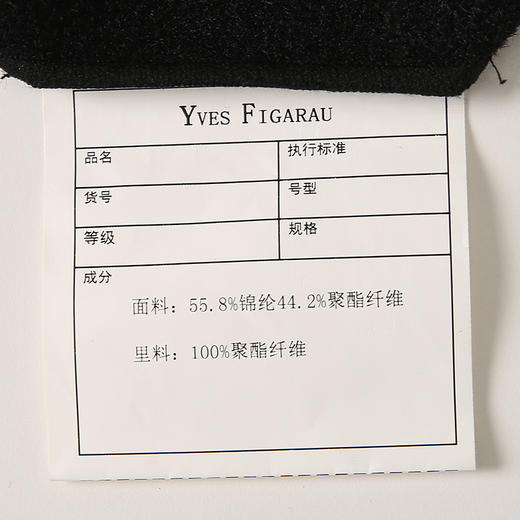 YVES FIGARAU
品名 执行标准
货号 号型
等级 规格
成分
面料: 55.8%锦纶44.2%聚酯纤维
里料: 100%聚酯纤维